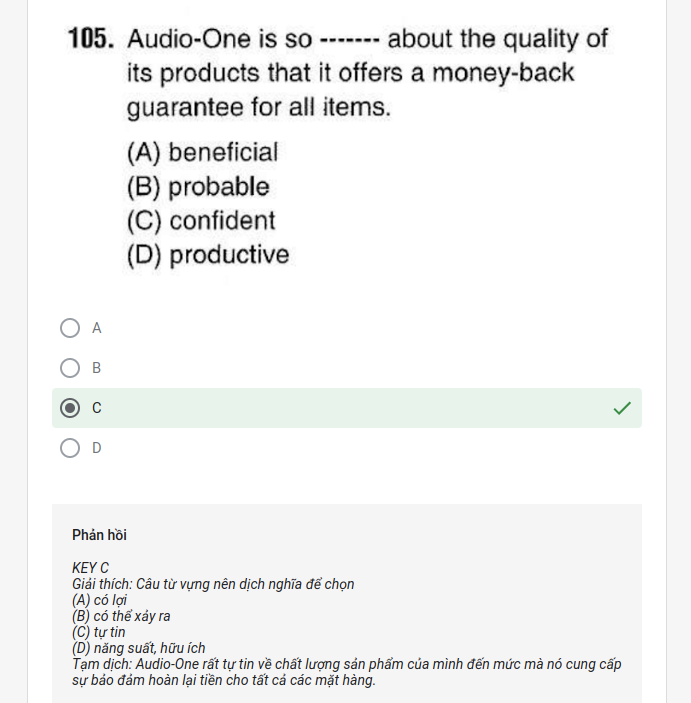 105. Audio-One is so ------- about the quality of
its products that it offers a money-back
guarantee for all items.
(A) beneficial
(B) probable
(C) confident
(D) productive
A
B
C
D
Phản hồi
KEY C
Giải thích: Câu từ vựng nên dịch nghĩa để chọn
(A) có lợi
(B) có thể xảy ra
(C) tự tin
(D) năng suất, hữu ích
Tạm dịch: Audio-One rất tự tin về chất lượng sản phẩm của mình đến mức mà nó cung cấp
sự bảo đảm hoàn lại tiền cho tất cả các mặt hàng.